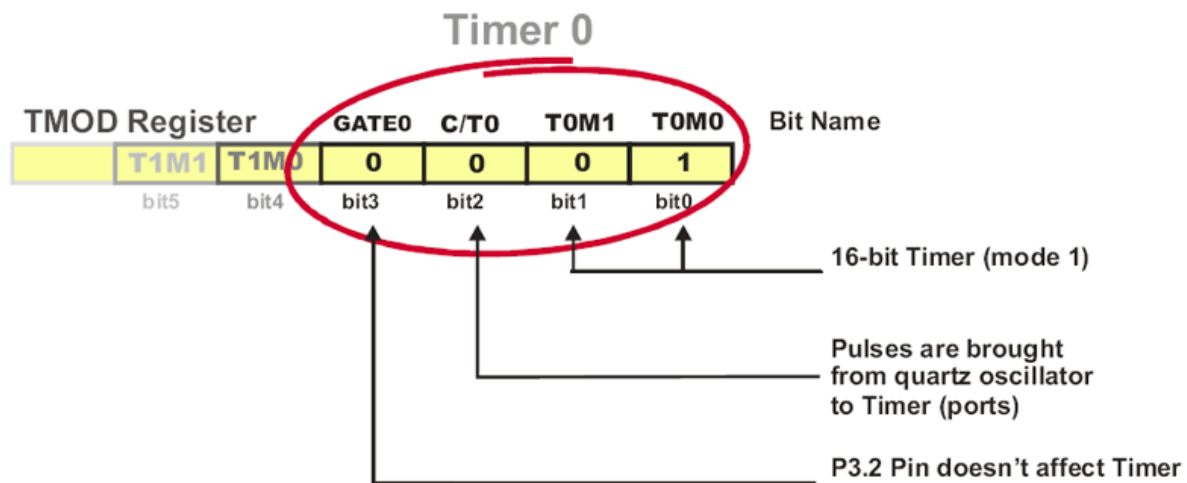 Timer 0
TMOD Register GATE0 C/T0 T0M1 T0M0 Bit Name
T1M1 T1M0 0 0 0 1
bit5 bit4 bit3 bit2 bit1 bit0
16-bit Timer (mode 1)
Pulses are brought
from quartz oscillator
to Timer (ports)
P3.2 Pin doesn't affect Timer